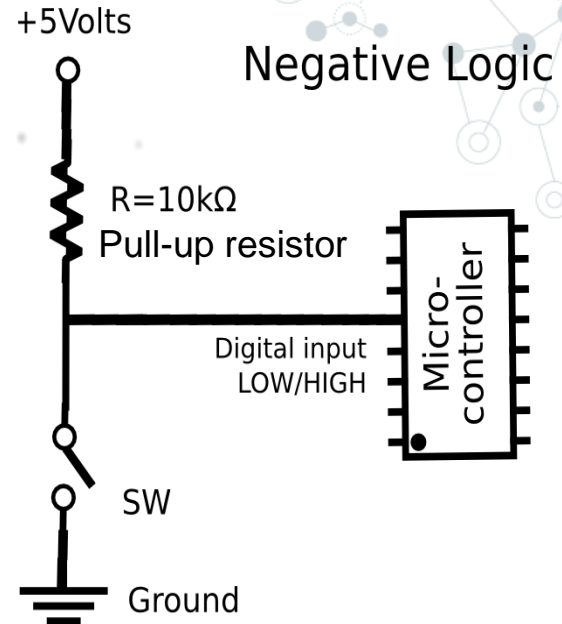 +5Volts
Negative Logic
R=10kΩ
Pull-up resistor
Digital input
LOW/HIGH
Micro-
controller
SW
Ground